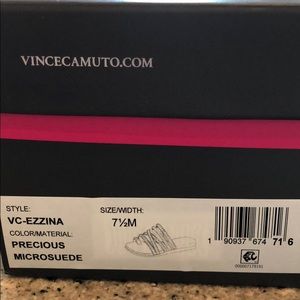 VINCECAMUTO.COM
STYLE:
VC-EZZINA
COLOR/MATERIAL:
PRECIOUS
MICROSUEDE
SIZE/WIDTH:
7½M
1 90937 674 71 6